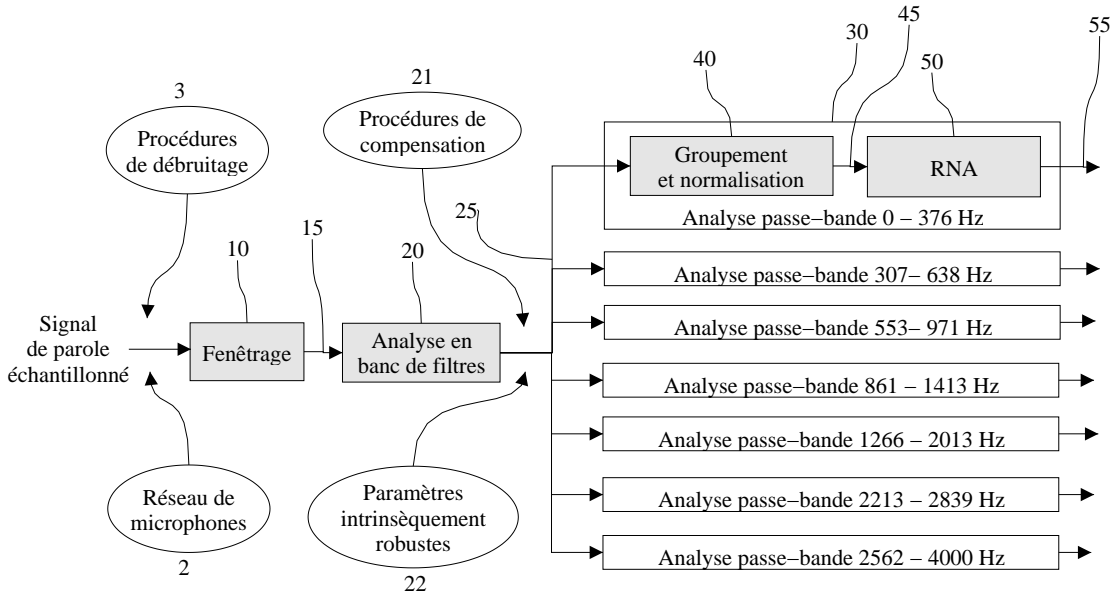 3
Procédures
de débruitage
21
Procédures de
compensation
40
30
45
50
55
Groupement
et normalisation
RNA
Analyse passe−bande 0 − 376 Hz
25
15
10
20
Signal
de parole
échantillonné
Fenêtrage
Analyse en
banc de filtres
Analyse passe−bande 307− 638 Hz
Analyse passe−bande 553− 971 Hz
Analyse passe−bande 861 − 1413 Hz
Analyse passe−bande 1266 − 2013 Hz
Analyse passe−bande 2213 − 2839 Hz
Analyse passe−bande 2562 − 4000 Hz
Réseau de
microphones
2
Paramètres
intrinsèquement
robustes
22